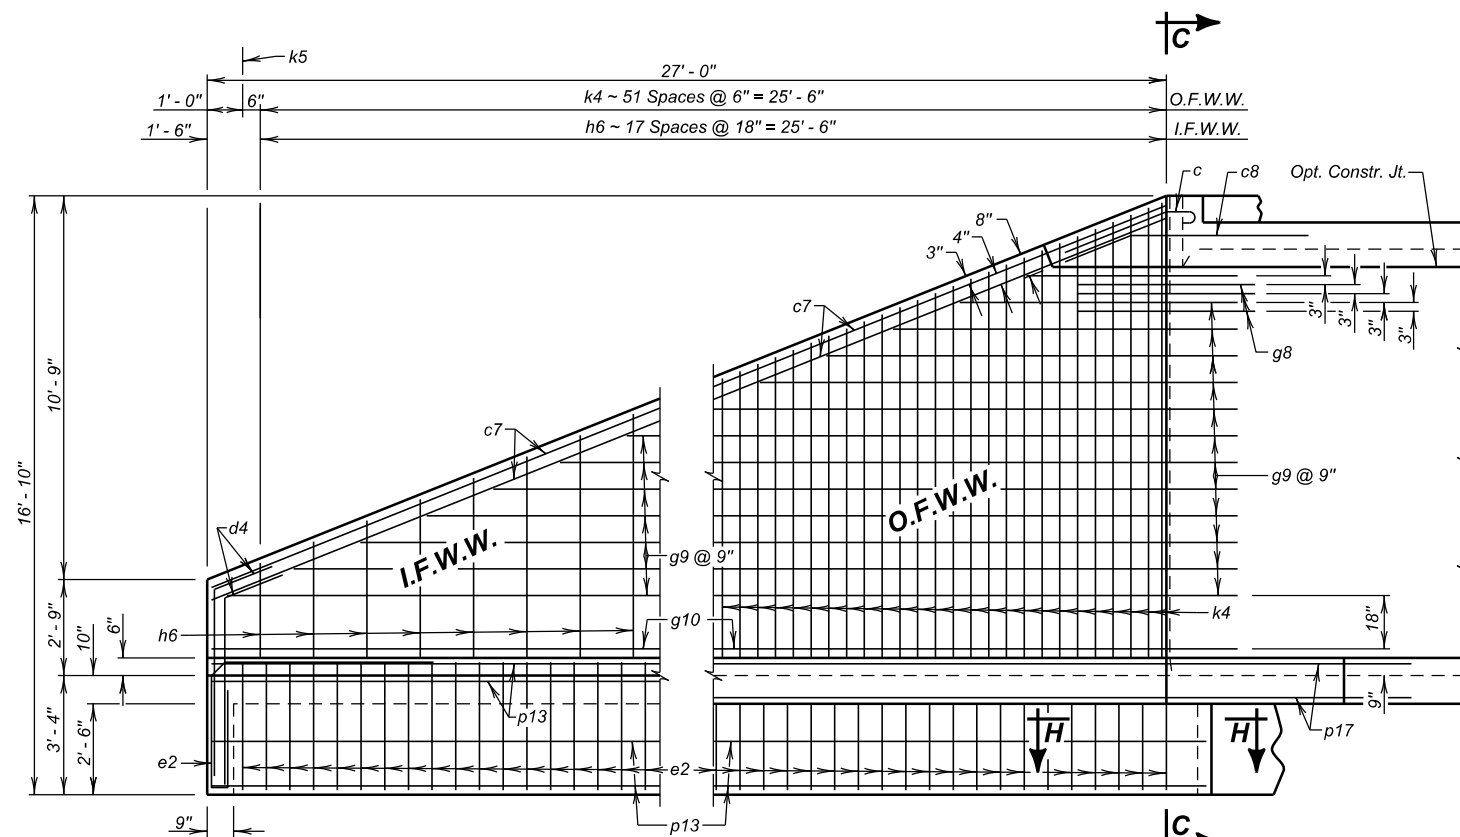 C
k5
27' - 0"
1' - 0"
6"
k4 ~ 51 Spaces @ 6" = 25' - 6"
O.F.W.W.
1' - 6"
h6 ~ 17 Spaces @ 18" = 25' - 6"
I.F.W.W.
c
c8
Opt. Constr. Jt.
8"
4"
3"
c7
3"
3"
3"
3"
g8
10' - 9"
c7
16' - 10"
g9 @ 9"
O.F.W.W.
d4
I.F.W.W.
g9 @ 9"
k4
g10
18"
h6
6"
2' - 9"
10"
p13
9"
p17
3' - 4"
2' - 6"
H
H
e2
e2
9"
p13
C